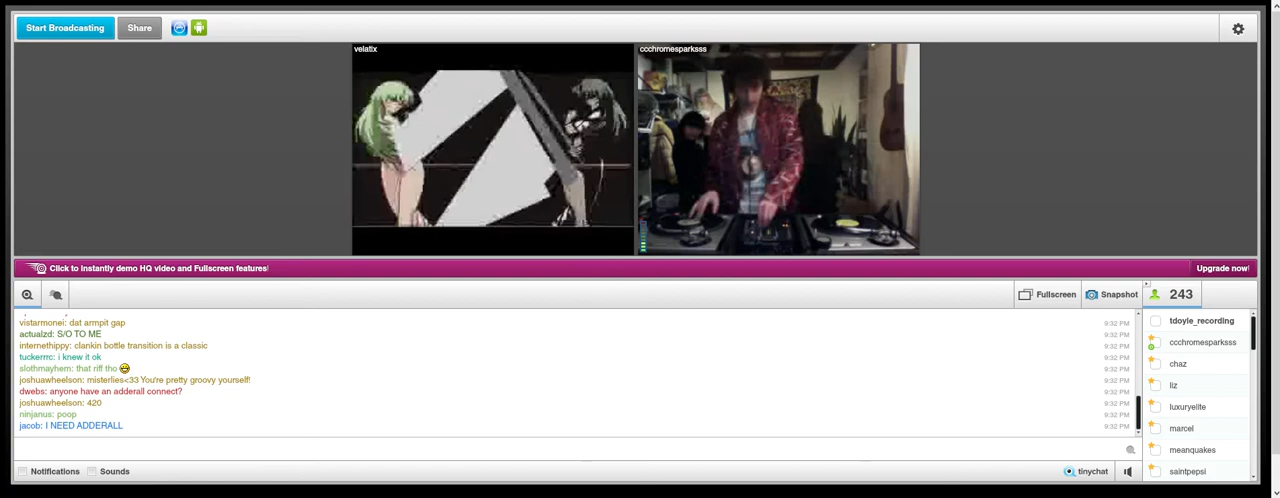 Start Broadcasting
Share
velatix
ccchromesparksss
Click to instantly demo HQ video and Fullscreen features!
Upgrade now!
Fullscreen
Snapshot
243
vistarmonei: dat armpit gap 9:32 PM
actualzd: S/O TO ME 9:32 PM
internethippy: clankin bottle transition is a classic 9:32 PM
tuckerrrc: i knew it ok 9:32 PM
slothmayhem: that riff tho 9:32 PM
joshuawheelson: misterlies<33 You're pretty groovy yourself! 9:32 PM
dwebs: anyone have an adderall connect? 9:32 PM
joshuawheelson: 420 9:32 PM
ninjanus: poop 9:32 PM
jacob: I NEED ADDERALL 9:32 PM
tdoyle_recording
ccchromesparksss
chaz
liz
luxuryelite
marcel
meanquakes
saintpepsi
Notifications
Sounds
tinychat